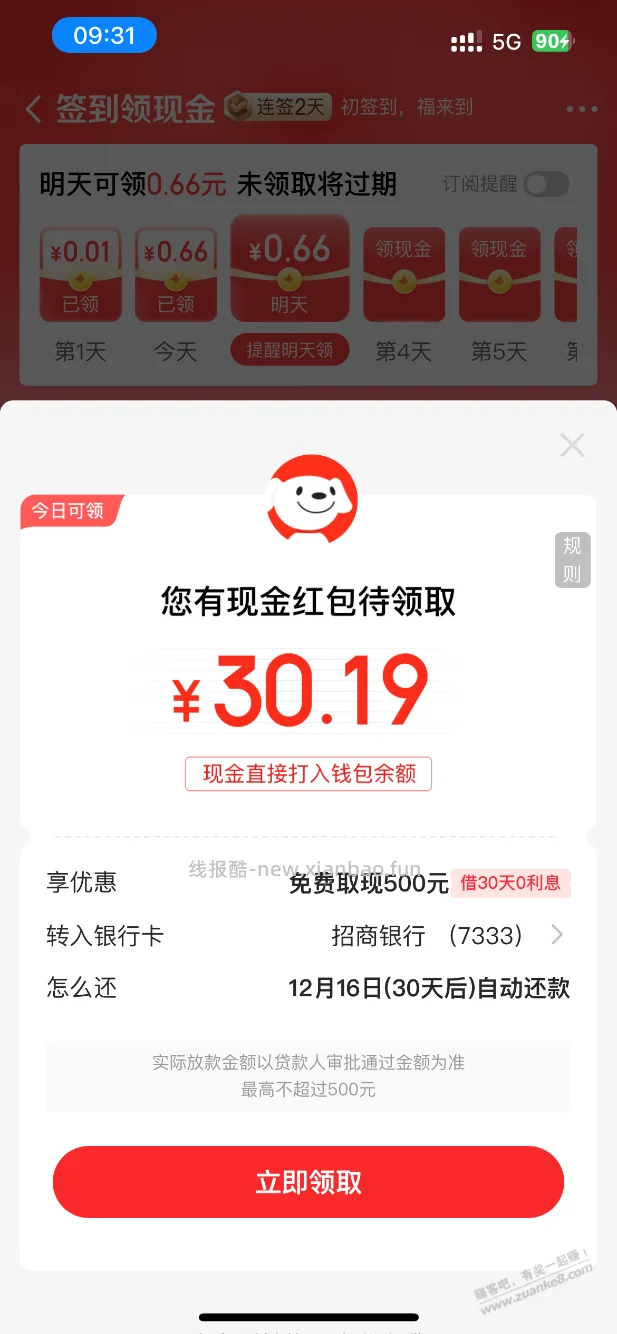 09:31
5G
90
签到领现金
连签2天
初签到，福来到
明天可领0.66元 未领取将过期
订阅提醒
¥0.01
¥0.66
¥0.66
领现金
领现金
已领
已领
明天
第1天
今天
提醒明天领
第4天
第5天
今日可领
规则
您有现金红包待领取
¥30.19
现金直接打入钱包余额
线报酷-new.xianbao.fun
享优惠
免费取现500元
借30天0利息
转入银行卡
招商银行 （7333）
怎么还
12月16日(30天后)自动还款
实际放款金额以贷款人审批通过金额为准
最高不超过500元
立即领取
赚客吧，有奖一起赚！
www.zuanke8.com